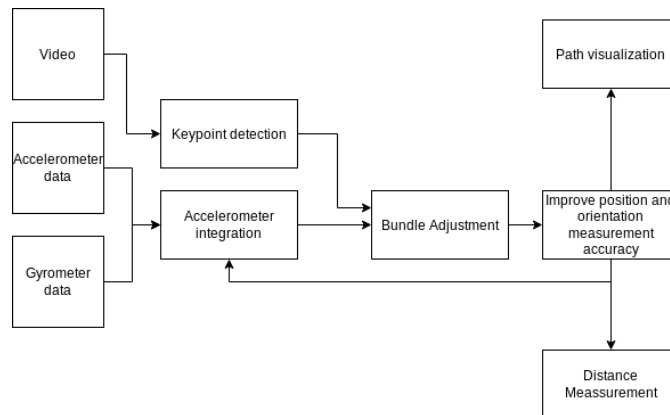 Video
Path visualization
Keypoint detection
Accelerometer
data
Accelerometer
integration
Bundle Adjustment
Improve position and
orientation
measurement
accuracy
Gyrometer
data
Distance
Meassurement